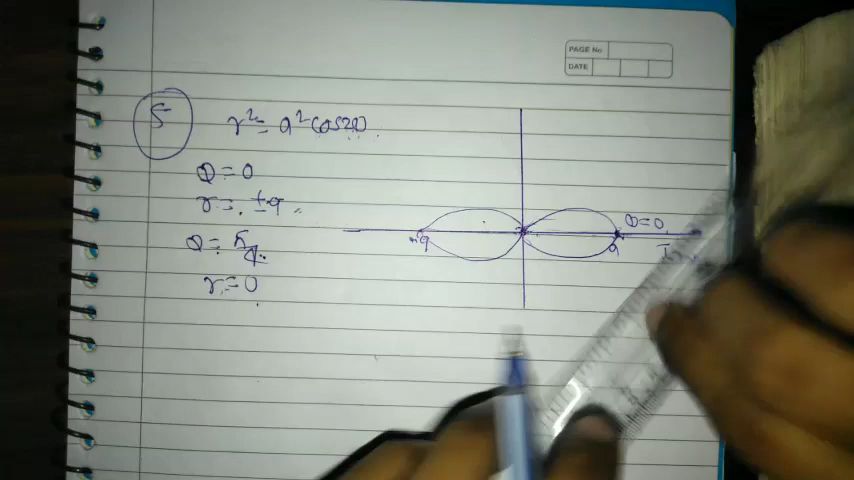 PAGE No
DATE
5
r² = a² cos2θ.
θ = 0
r = ±a
θ = π/4.
r = 0
θ=0
-a
a
I